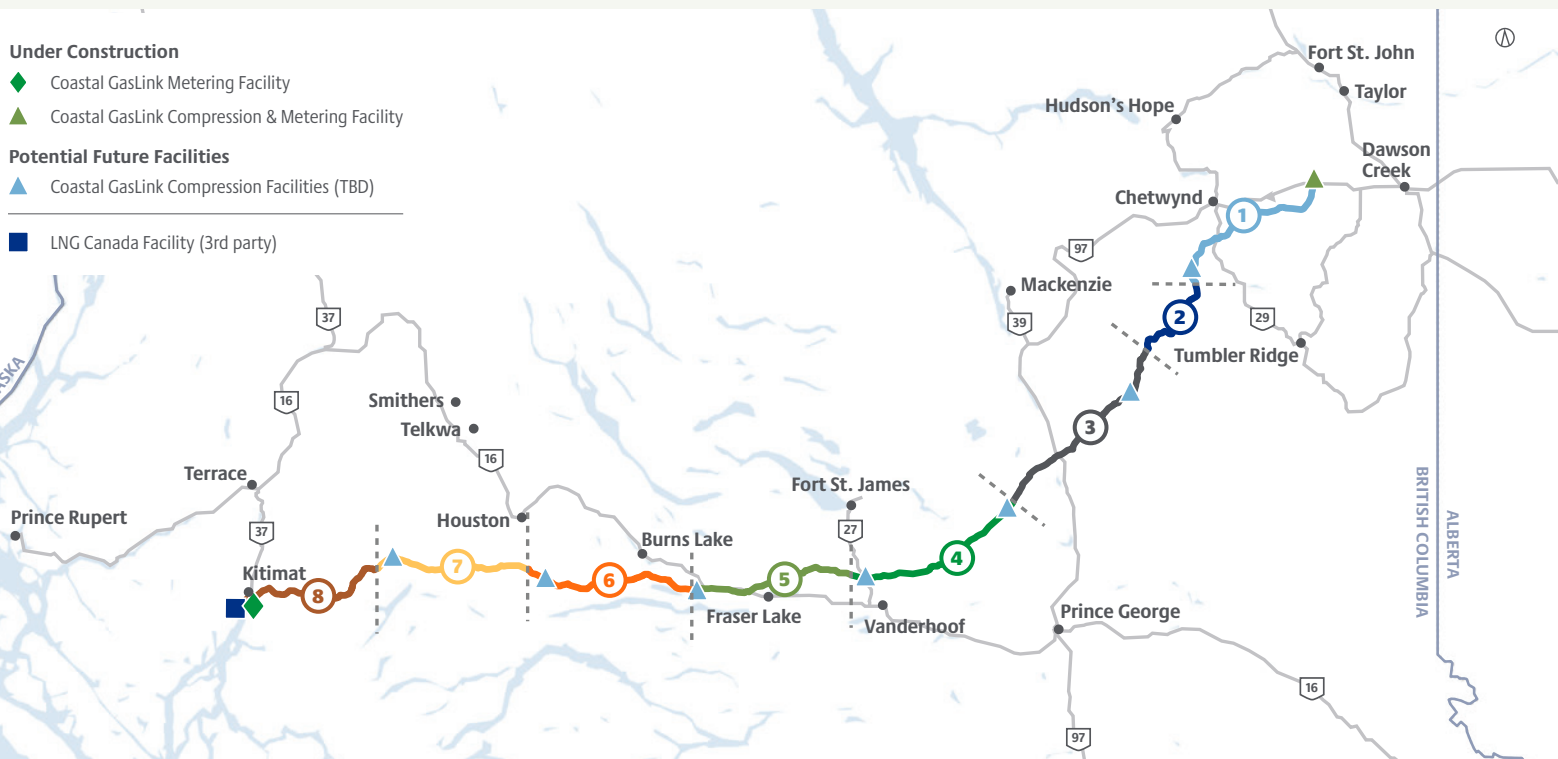 Under Construction
Coastal GasLink Metering Facility
Coastal GasLink Compression & Metering Facility
Potential Future Facilities
Coastal GasLink Compression Facilities (TBD)
LNG Canada Facility (3rd party)
Fort St. John
Taylor
Hudson's Hope
Dawson
Creek
Chetwynd
1
97
Mackenzie
2
29
39
Tumbler Ridge
37
ASKA
16
Smithers
Telkwa
3
16
Terrace
Fort St. James
BRITISH COLUMBIA
ALBERTA
Prince Rupert
37
Houston
27
Burns Lake
4
Kitimat
8
7
6
5
Fraser Lake
Vanderhoof
Prince George
16
97